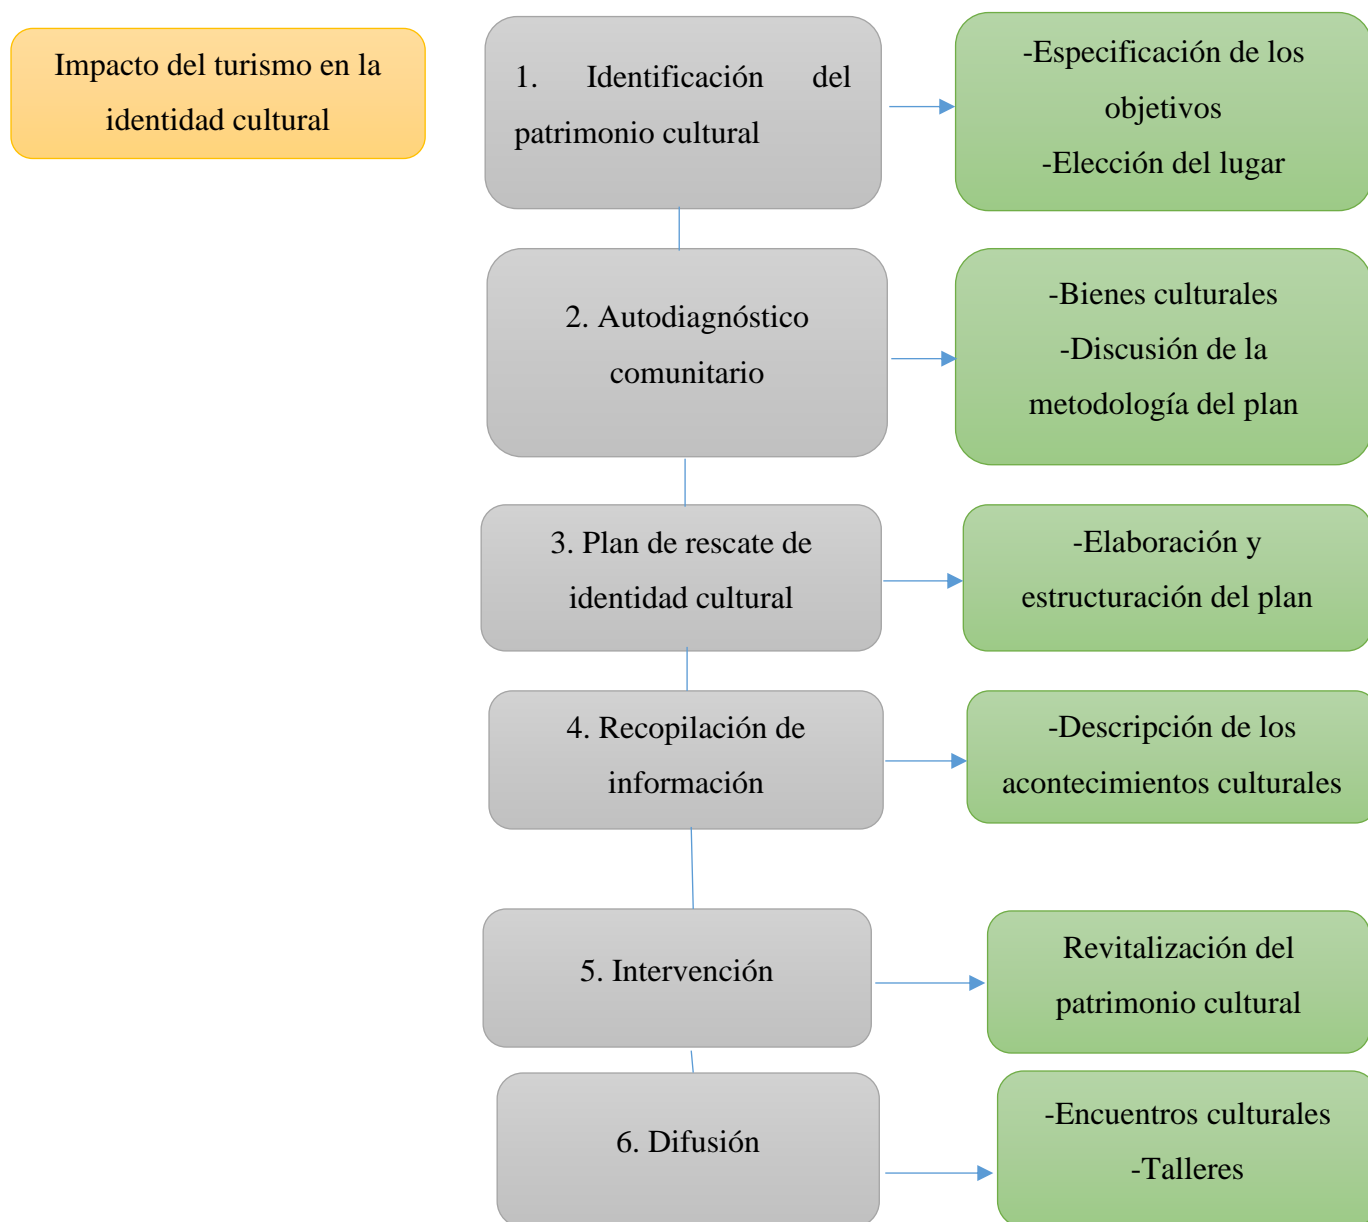 Impacto del turismo en la
identidad cultural
1. Identificación del
patrimonio cultural
-Especificación de los
objetivos
-Elección del lugar
2. Autodiagnóstico
comunitario
-Bienes culturales
-Discusión de la
metodología del plan
3. Plan de rescate de
identidad cultural
-Elaboración y
estructuración del plan
4. Recopilación de
información
-Descripción de los
acontecimientos culturales
5. Intervención
Revitalización del
patrimonio cultural
6. Difusión
-Encuentros culturales
-Talleres